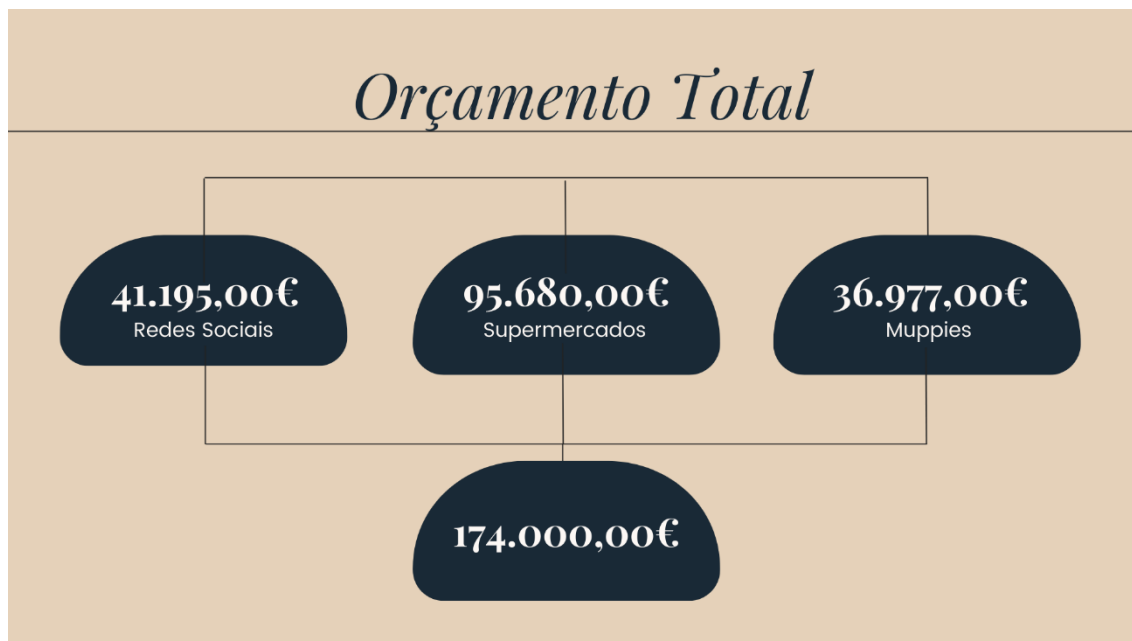 Orçamento Total
41.195,00€
Redes Sociais
95.680,00€
Supermercados
36.977,00€
Muppies
174.000,00€